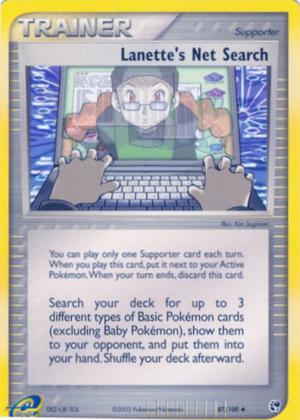 TRAINER
Supporter
Lanette's Net Search
Illus. Ken Sugimori
You can play only one Supporter card each turn.
When you play this card, put it next to your Active
Pokémon. When your turn ends, discard this card.
Search your deck for up to 3
different types of Basic Pokémon cards
(excluding Baby Pokémon), show them
to your opponent, and put them into
your hand. Shuffle your deck afterward.
©2003 Pokémon/Nintendo
87/100